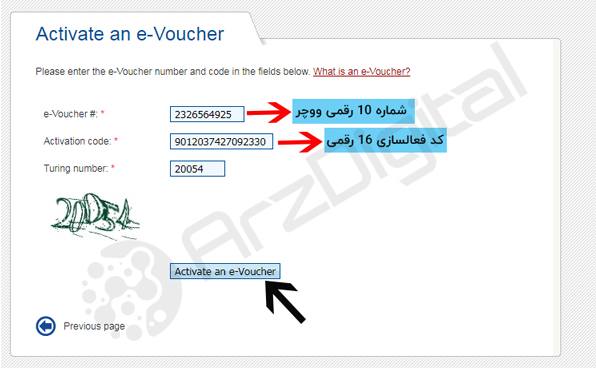 Activate an e-Voucher
Please enter the e-Voucher number and code in the fields below. What is an e-Voucher?
e-Voucher #: * 2326564925 شماره 10 رقمی ووچر
Activation code: * 9012037427092330 کد فعالسازی 16 رقمی
Turing number: * 20054
20054
Activate an e-Voucher
Previous page
ArzDigital